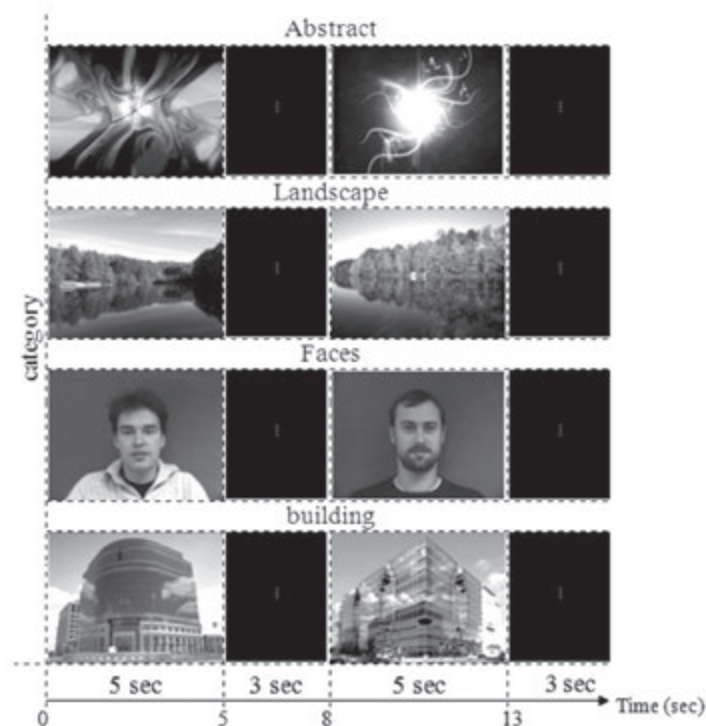 Abstract
Landscape
category
Faces
building
5 sec 3 sec 5 sec 3 sec
Time (sec)
0 5 8 13